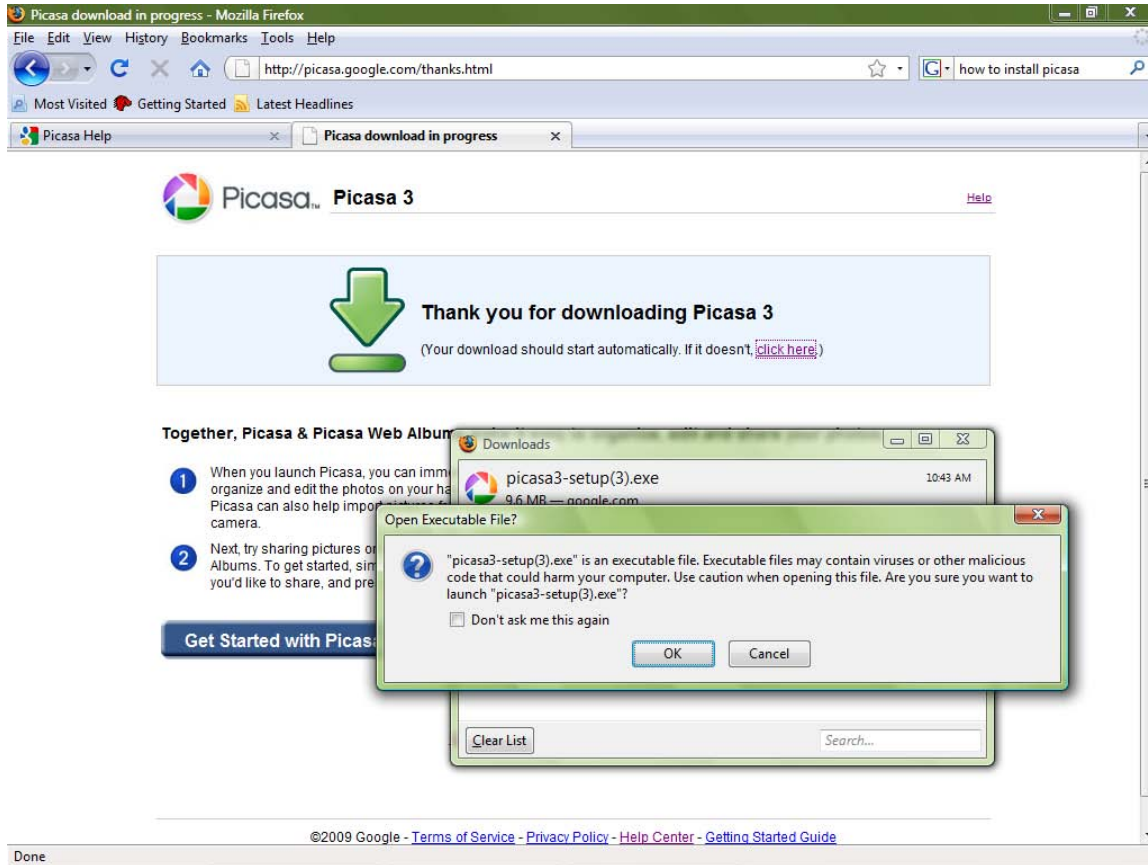 Picasa download in progress - Mozilla Firefox
File Edit View History Bookmarks Tools Help
http://picasa.google.com/thanks.html
G how to install picasa
Most Visited Getting Started Latest Headlines
Picasa Help
Picasa download in progress
Picasa™ Picasa 3
Help
Thank you for downloading Picasa 3
(Your download should start automatically. If it doesn't, click here.)
Together, Picasa & Picasa Web Album
1 When you launch Picasa, you can imm
organize and edit the photos on your ha
Picasa can also help import
camera.
2 Next, try sharing pictures or
Albums. To get started, sim
you'd like to share, and pre
Get Started with Picasa
Downloads
picasa3-setup(3).exe 10:43 AM
9.6 MB — google.com
Open Executable File?
"picasa3-setup(3).exe" is an executable file. Executable files may contain viruses or other malicious
code that could harm your computer. Use caution when opening this file. Are you sure you want to
launch "picasa3-setup(3).exe"?
Don't ask me this again
OK Cancel
Clear List Search...
©2009 Google - Terms of Service - Privacy Policy - Help Center - Getting Started Guide
Done